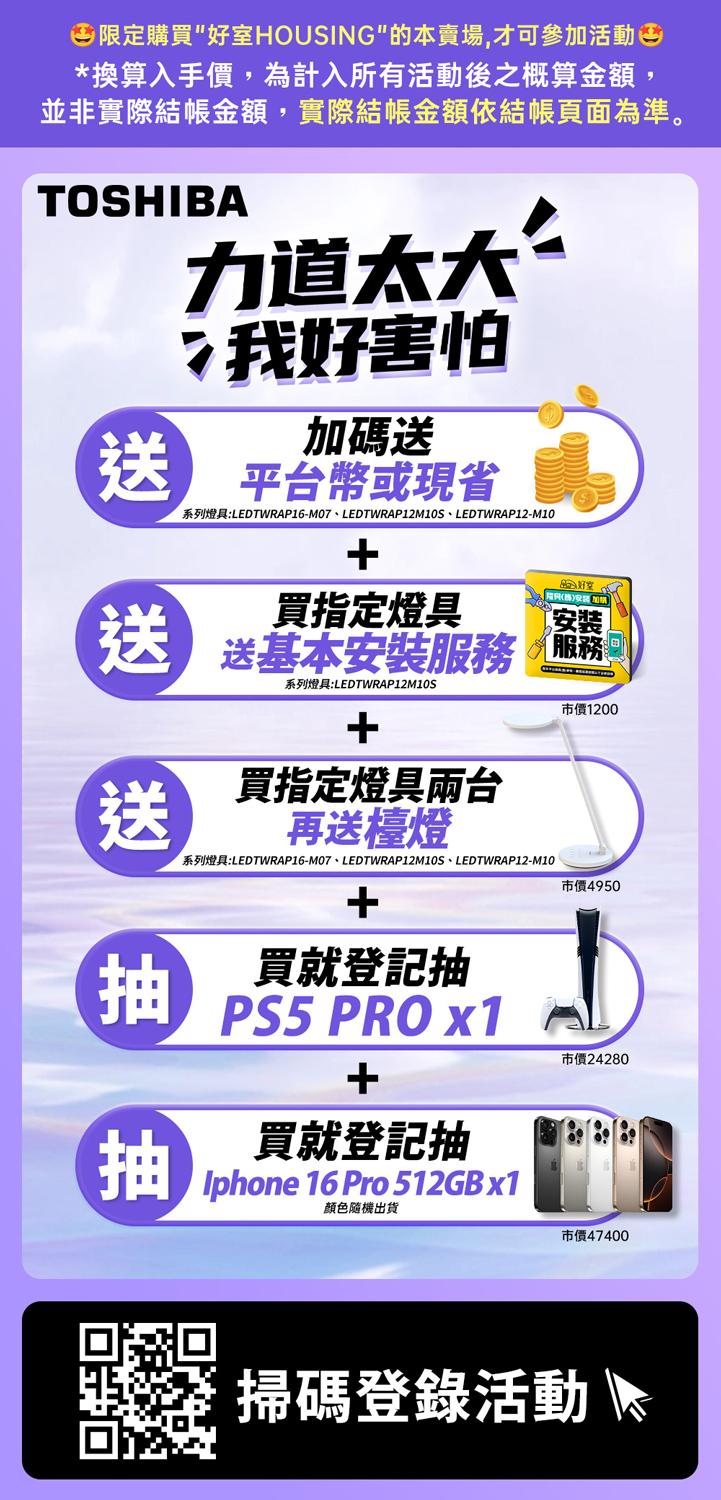 限定購買"好室HOUSING"的本賣場,才可參加活動
*換算入手價，為計入所有活動後之概算金額，
並非實際結帳金額，實際結帳金額依結帳頁面為準。
TOSHIBA
力道太大
我好害怕
送
加碼送
平台幣或現省
系列燈具:LEDTWRAP16-M07、LEDTWRAP12M10S、LEDTWRAP12-M10
+
送
買指定燈具
送基本安裝服務
系列燈具:LEDTWRAP12M10S
好室
加購
安裝
服務
市價1200
+
送
買指定燈具兩台
再送檯燈
系列燈具:LEDTWRAP16-M07、LEDTWRAP12M10S、LEDTWRAP12-M10
市價4950
+
抽
買就登記抽
PS5 PRO x1
市價24280
+
抽
買就登記抽
Iphone 16 Pro 512GB x1
顏色隨機出貨
市價47400
掃碼登錄活動